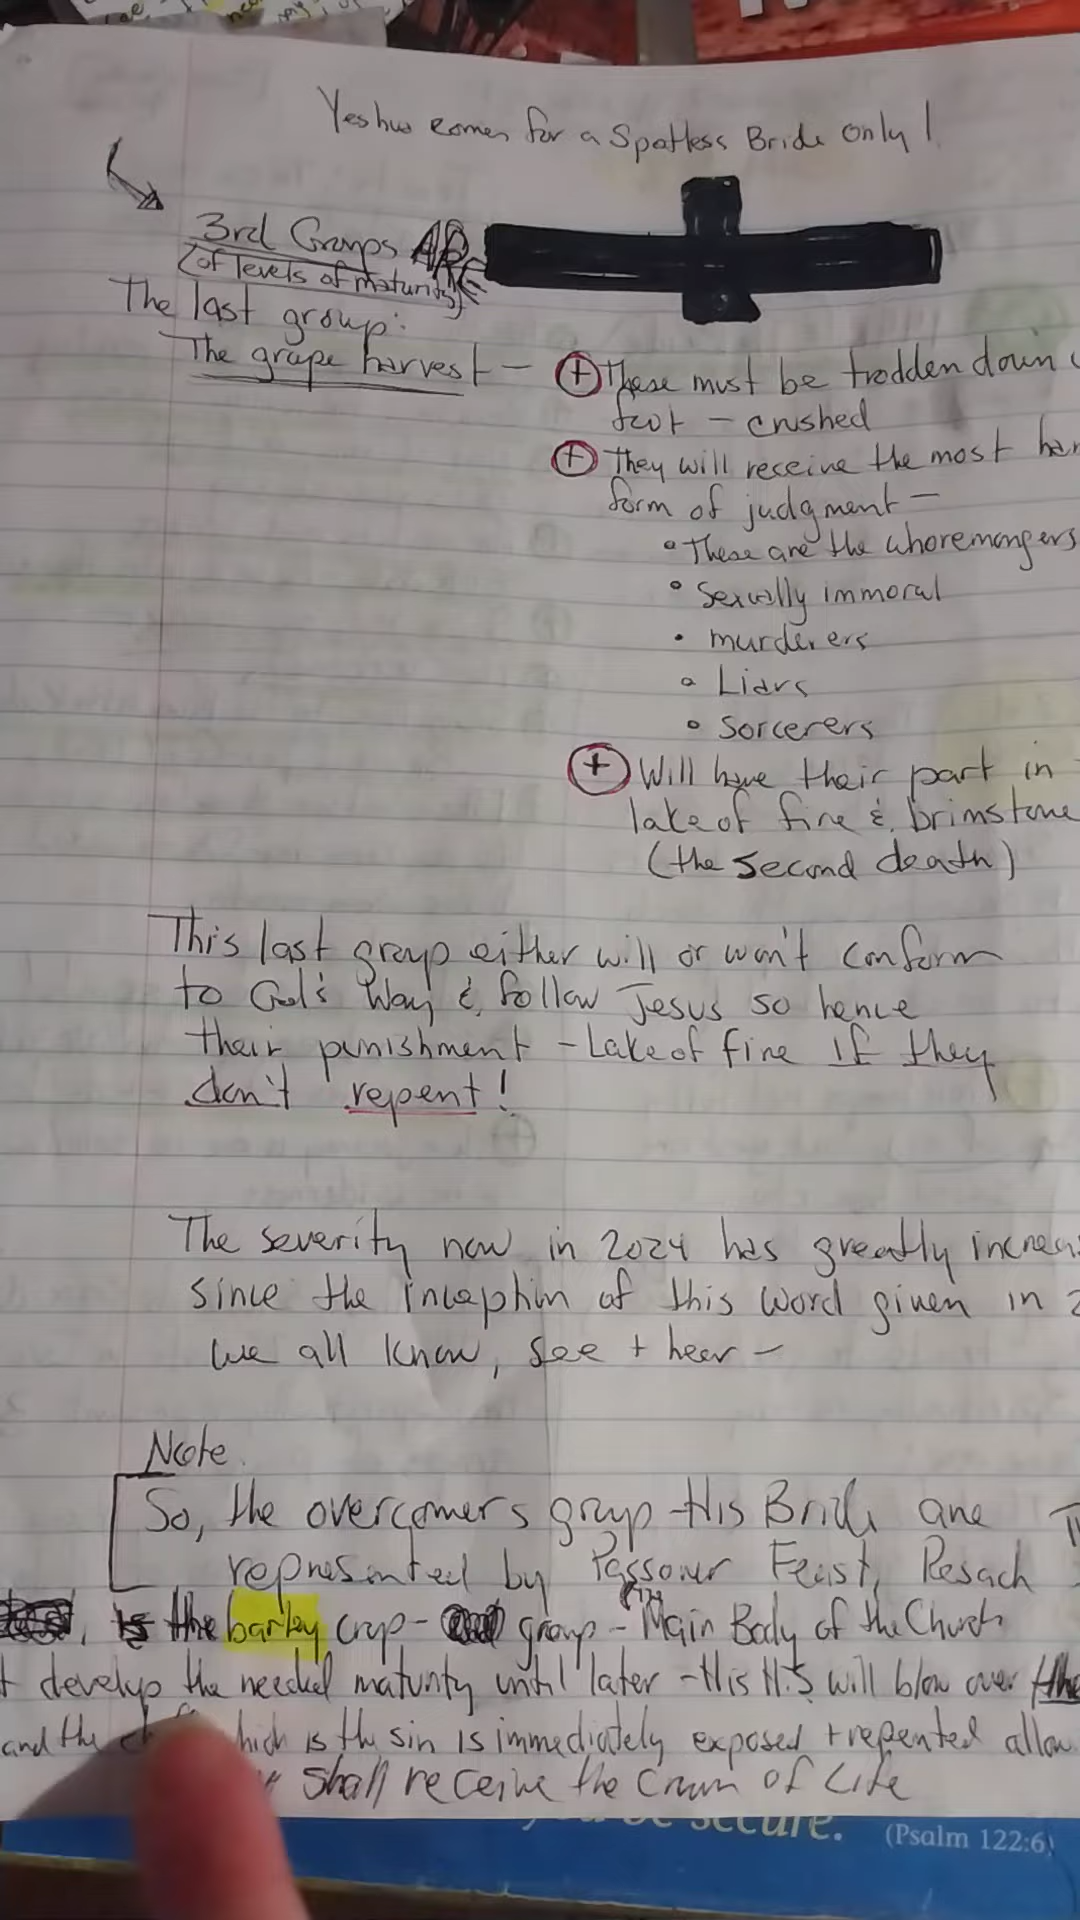 Yeshua comes for a Spotless Bride Only!
3rd Groups ARE
(of levels of maturity)
The last group:
The grape harvest — + These must be trodden down
foot — crushed
+ They will receive the most
form of judgment —
• These are the whoremongers
• Sexually immoral
• murderers
• Liars
• Sorcerers
+ Will have their part in
lake of fire & brimstone
(the second death)
This last group either will or won't conform
to God's Way & follow Jesus so hence
their punishment - Lake of fire If they
don't repent!
The severity now in 2024 has greatly
since the inception of this word given in
we all know, see + hear —
Note.
So, the overcomers group - His Bride are
represented by Passover Feast, Pesach
, is the barley crop - group - Main Body of the Church
develop the needed maturity until later - His H.S will blow over the
and the which is the sin is immediately exposed + repented
shall receive the Crown of Life
secure. (Psalm 122:6)